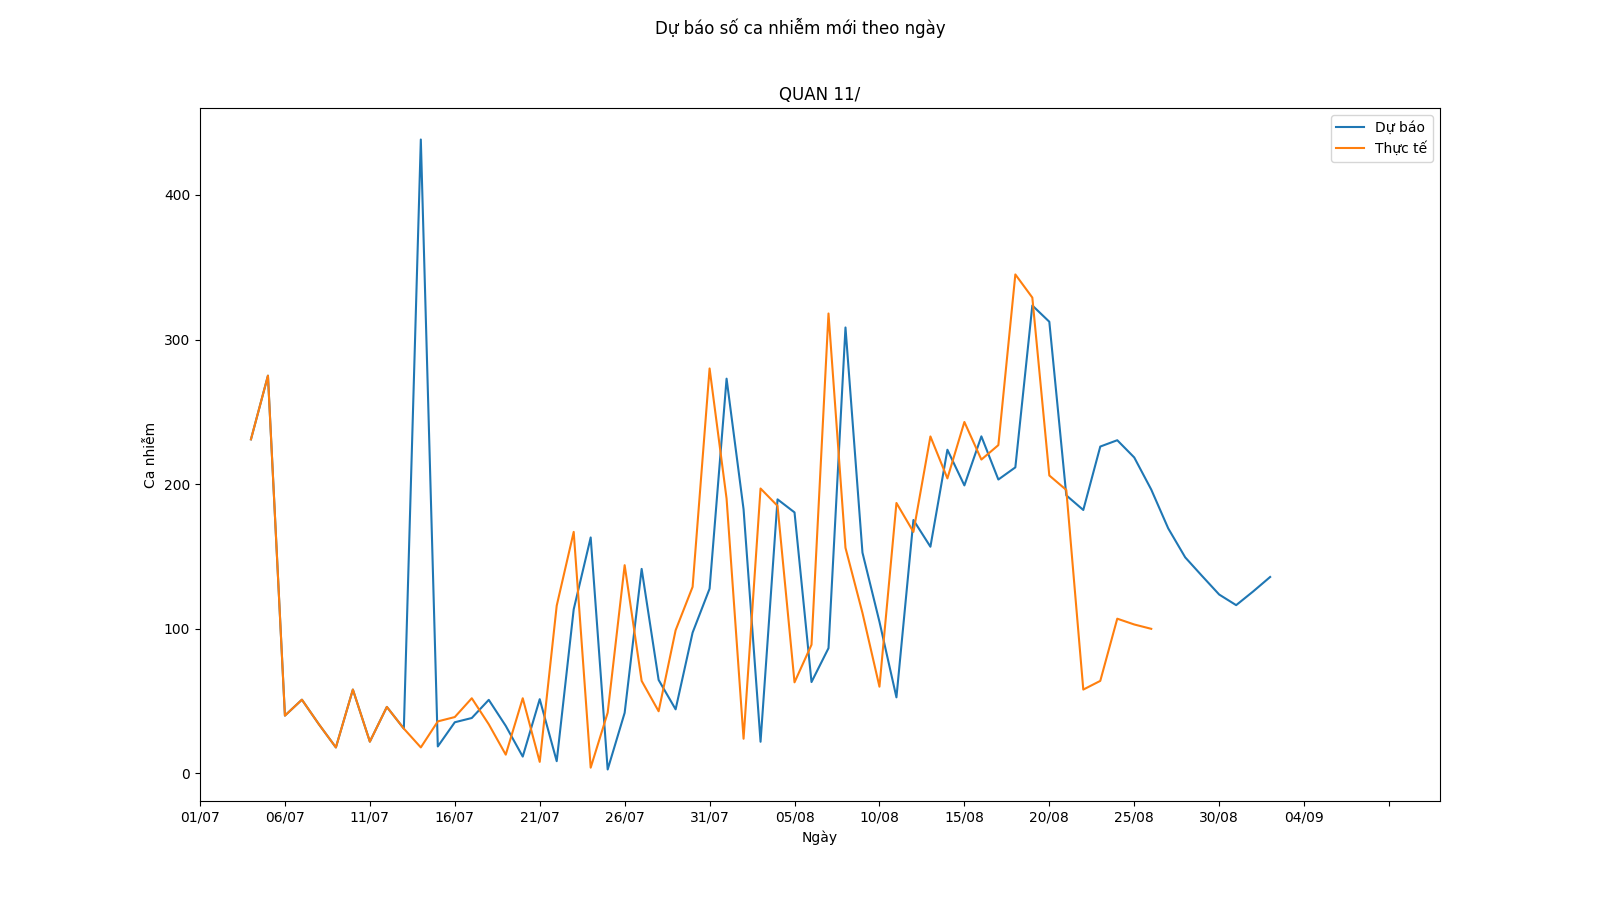 Dự báo số ca nhiễm mới theo ngày
QUAN 11/
Dự báo
Thực tế
Ca nhiễm
400
300
200
100
0
01/07 06/07 11/07 16/07 21/07 26/07 31/07 05/08 10/08 15/08 20/08 25/08 30/08 04/09
Ngày